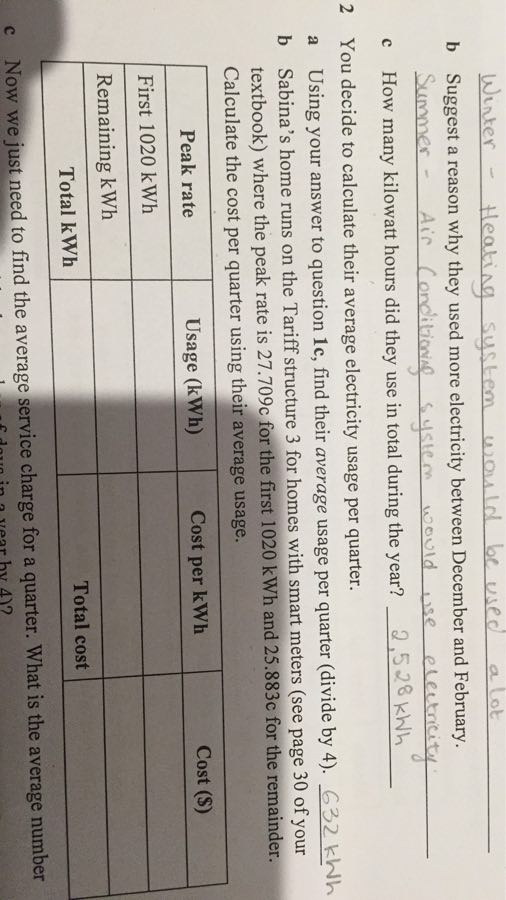 Winter - Heating system would be used a lot
b Suggest a reason why they used more electricity between December and February.
Summer - Air Conditioning system would use electricity.
c How many kilowatt hours did they use in total during the year? 2,528 kWh
2 You decide to calculate their average electricity usage per quarter.
a Using your answer to question 1c, find their average usage per quarter (divide by 4). 632 kWh
b Sabina's home runs on the Tariff structure 3 for homes with smart meters (see page 30 of your
textbook) where the peak rate is 27.709c for the first 1020 kWh and 25.883c for the remainder.
Calculate the cost per quarter using their average usage.
Peak rate Usage (kWh) Cost per kWh Cost ($)
First 1020 kWh
Remaining kWh
Total kWh Total cost
c Now we just need to find the average service charge for a quarter. What is the average number
of days in a year by 4)?